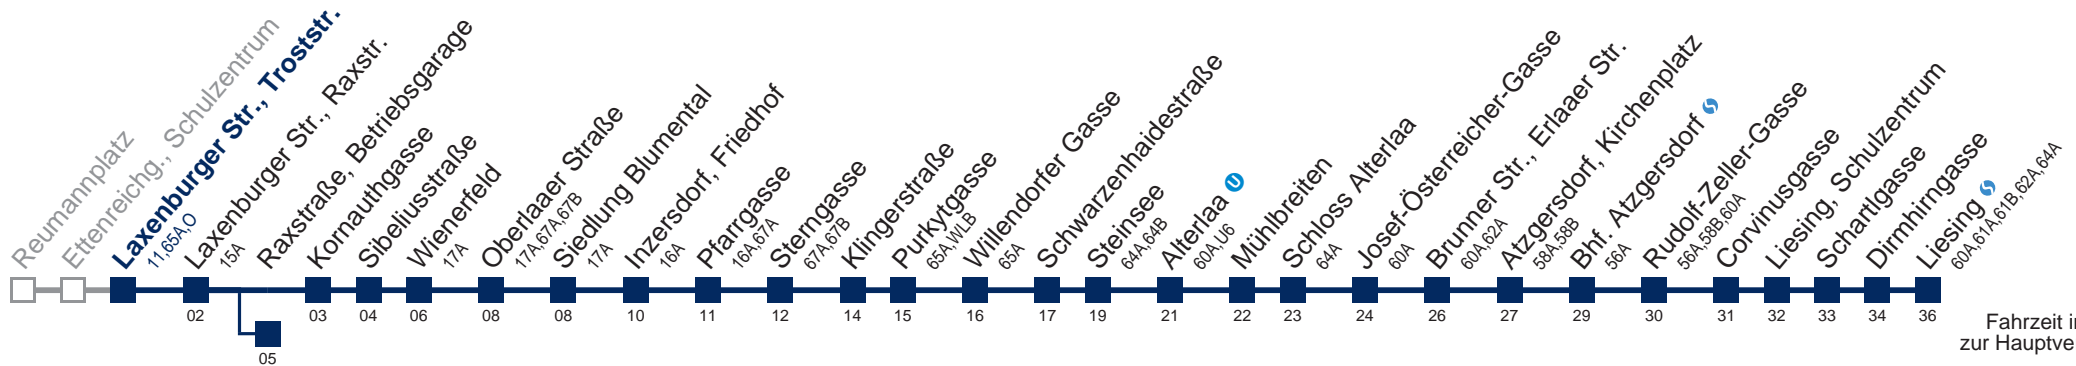 Reumannplatz
Ettenreichg., Schulzentrum
Laxenburger Str., Troststr.
11,65A,O
Laxenburger Str., Raxstr.
15A
02
Raxstraße, Betriebsgarage
05
Kornauthgasse
03
Sibeliusstraße
04
Wienerfeld
17A
06
Oberlaaer Straße
17A,67A,67B
08
Siedlung Blumental
17A
08
Inzersdorf, Friedhof
16A
10
Pfarrgasse
16A,67A
11
Sterngasse
67A,67B
12
Klingerstraße
14
Purkytgasse
65A,WLB
15
Willendorfer Gasse
65A
16
Schwarzenhaidestraße
17
Steinsee
64A,64B
19
Alterlaa U
60A,U6
21
Mühlbreiten
22
Schloss Alterlaa
64A
23
Josef-Österreicher-Gasse
60A
24
Brunner Str., Erlaaer Str.
60A,62A
26
Atzgersdorf, Kirchenplatz
58A,58B
27
Bhf. Atzgersdorf S
56A
29
Rudolf-Zeller-Gasse
56A,58B,60A
30
Corvinusgasse
31
Liesing, Schulzentrum
32
Schartlgasse
33
Dirmhirngasse
34
Liesing S
60A,61A,61B,62A,64A
36
Fahrzeit
zur